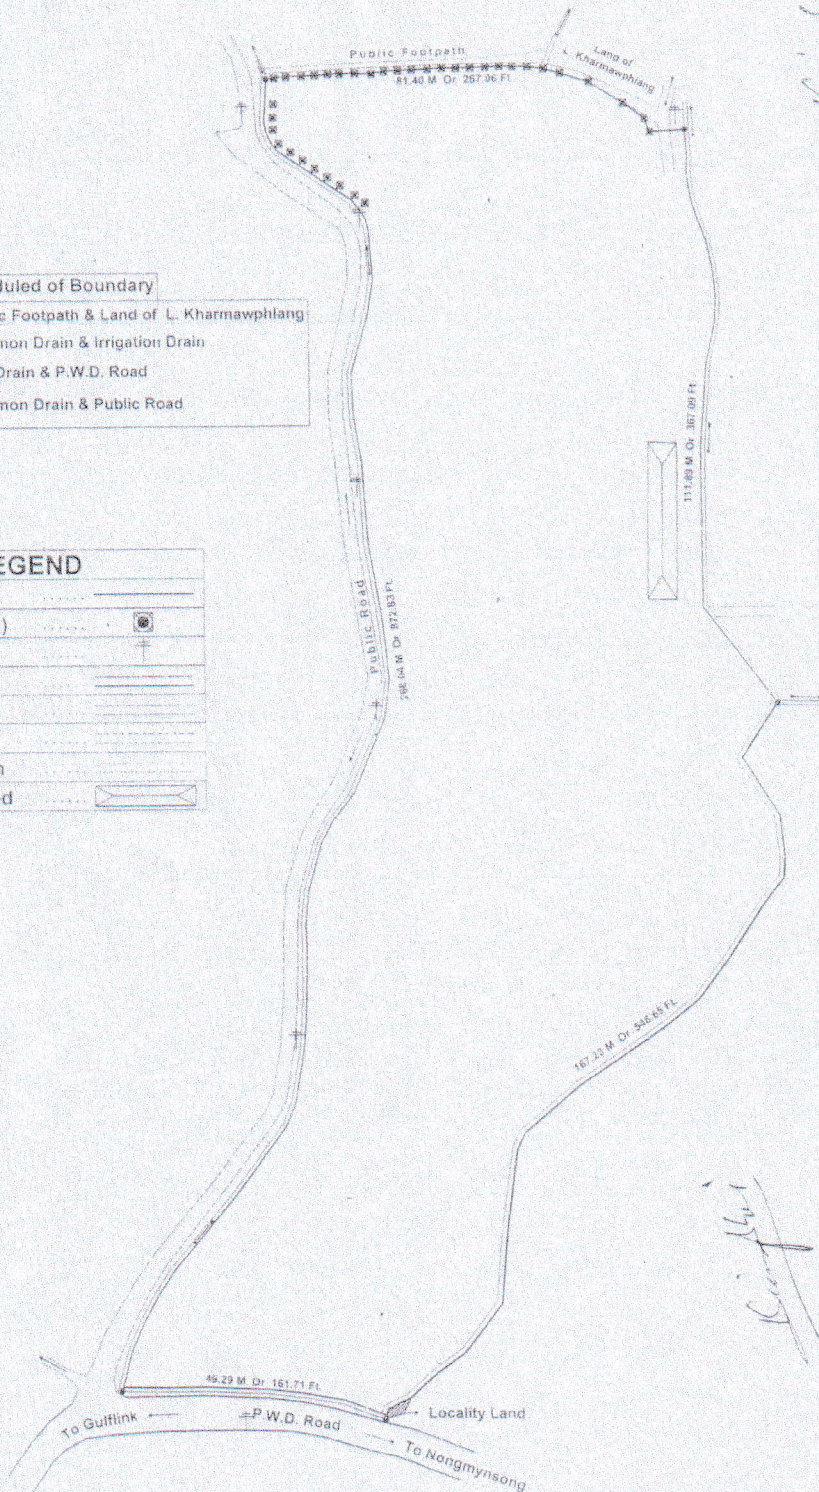 Public Footpath
Land of
Kharmawphlang
81.40 M Or 267.06 Ft.
duled of Boundary
c Footpath & Land of L. Kharmawphlang
mon Drain & Irrigation Drain
Drain & P.W.D. Road
mon Drain & Public Road
111.89 M Or 367.09 Ft.
EGEND
)
n
ed
Public Road
M Or 872.83 Ft.
167.23 M Or 548.65 Ft.
49.29 M Or 161.71 Ft.
Locality Land
To Gulflink
P.W.D. Road
To Nongmynsong